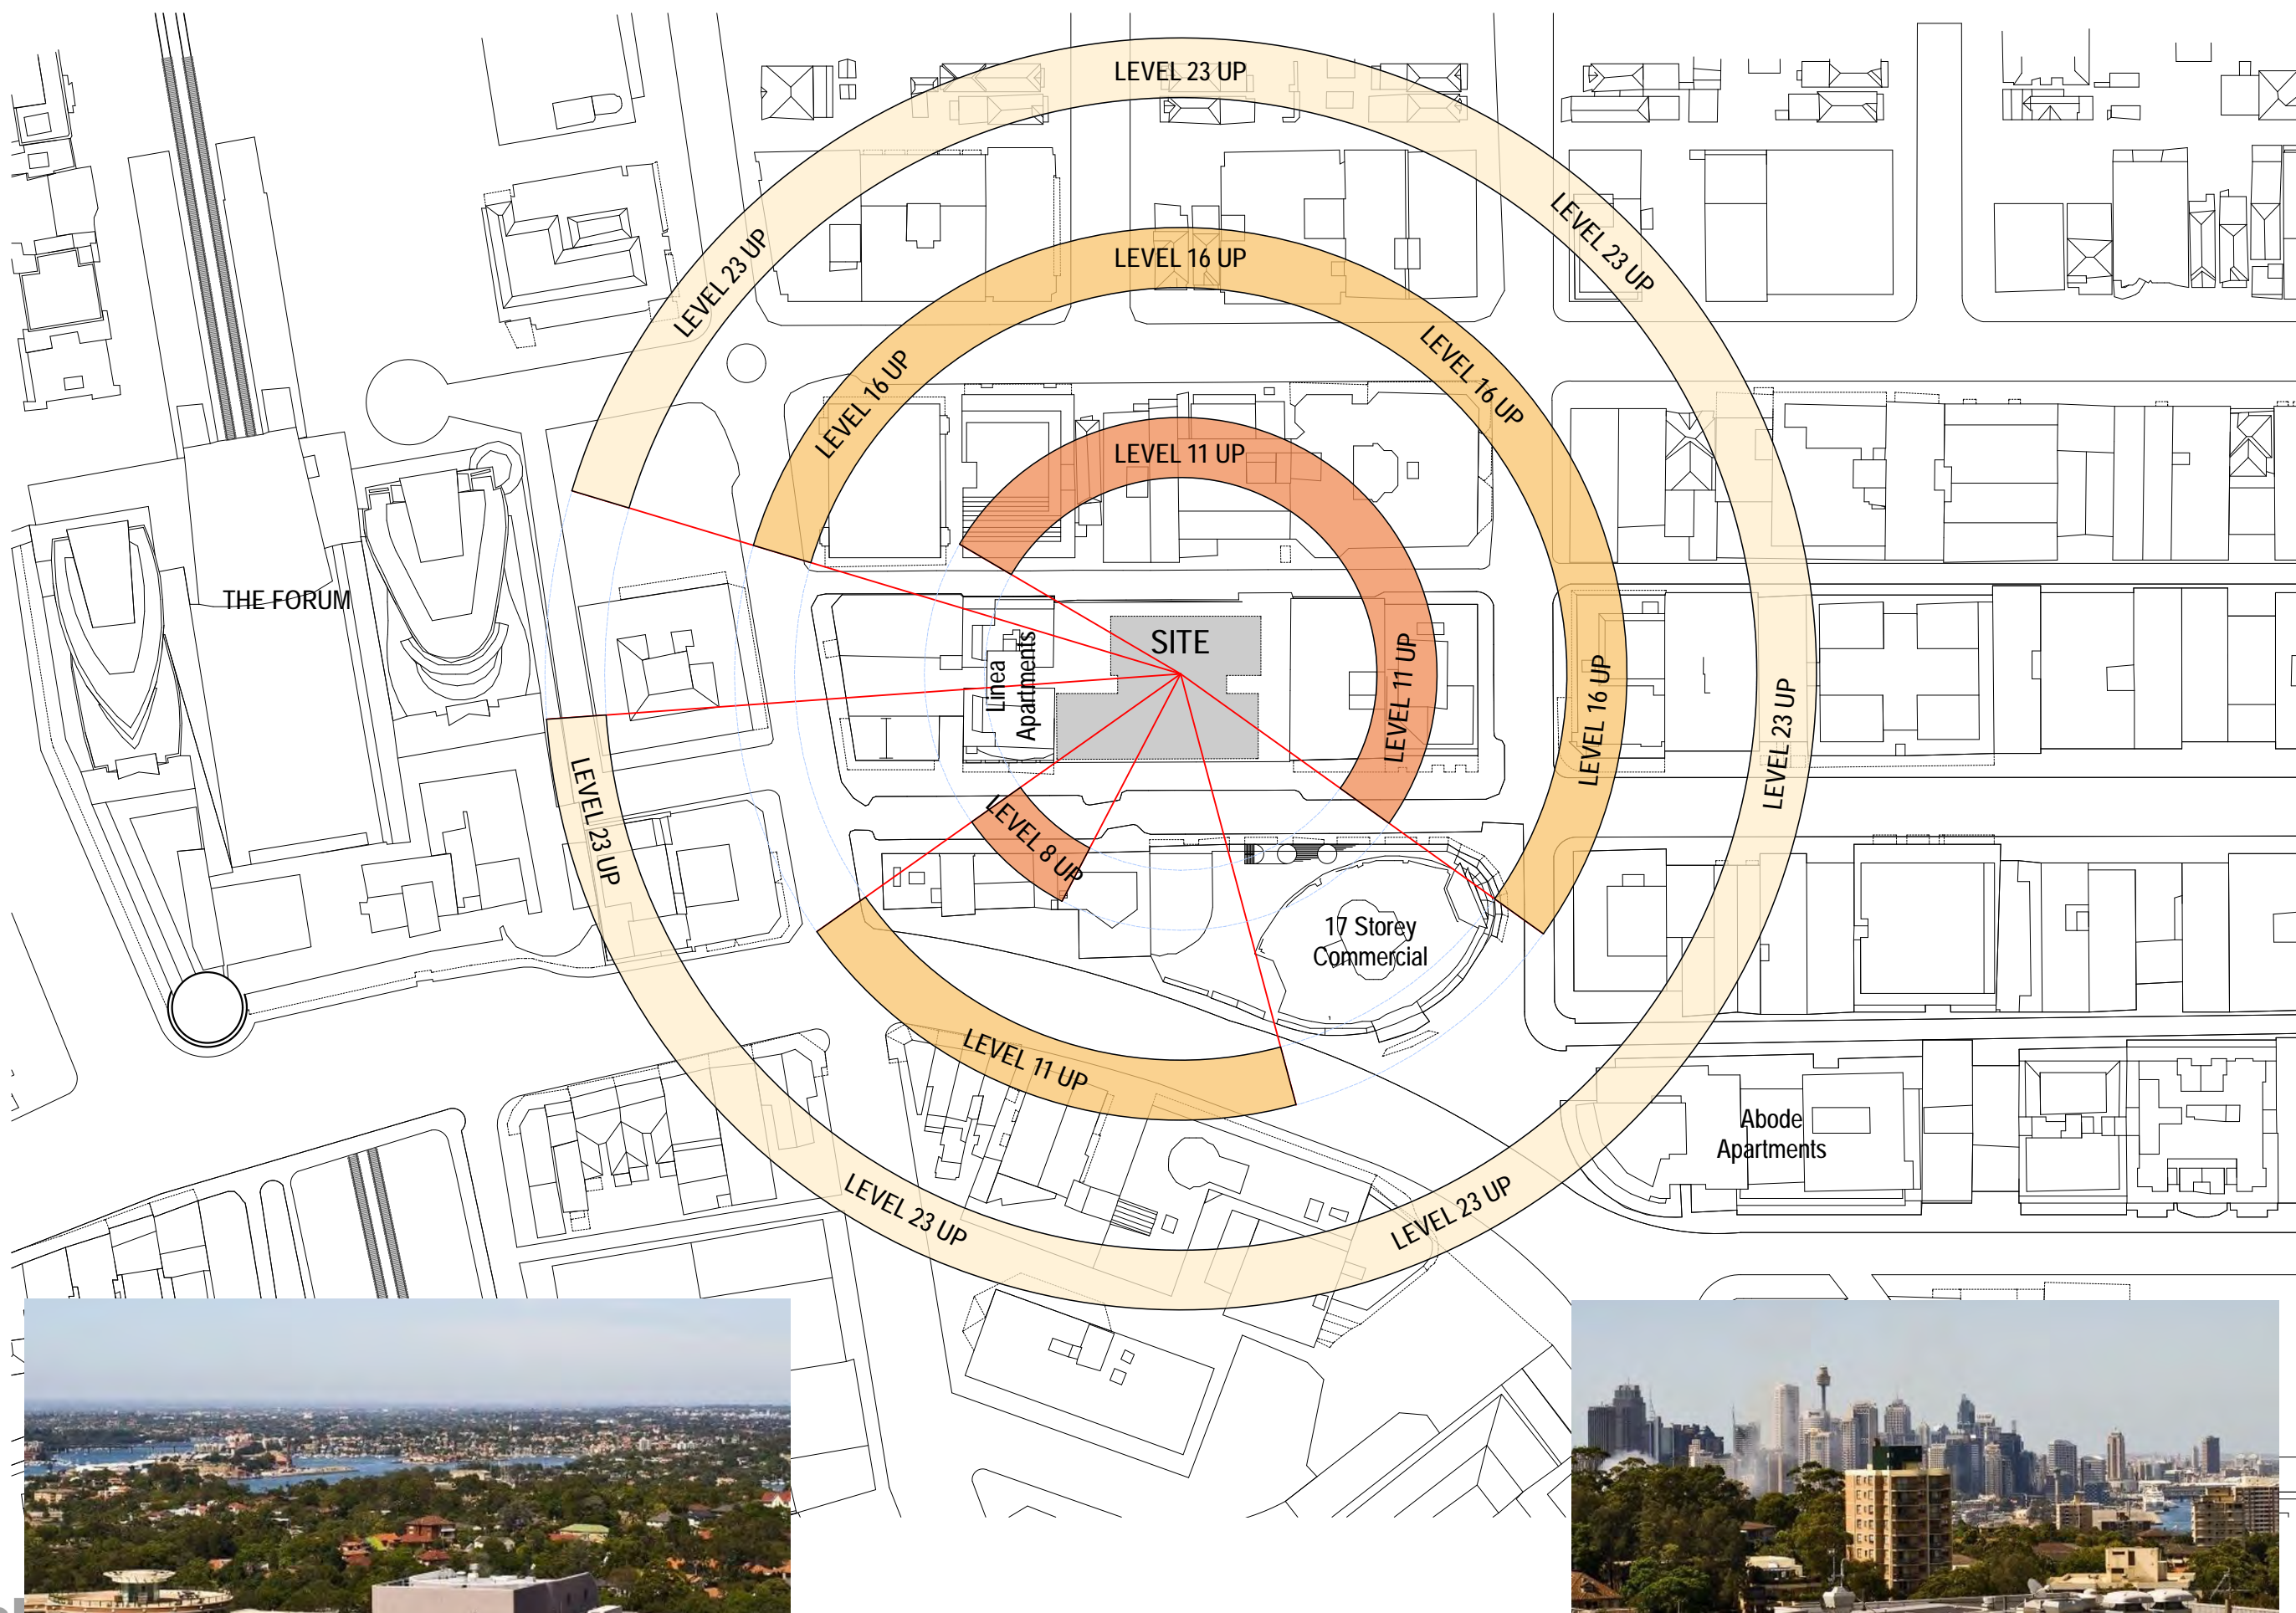 LEVEL 23 UP
LEVEL 23 UP
LEVEL 23 UP
LEVEL 16 UP
LEVEL 16 UP
LEVEL 16 UP
LEVEL 11 UP
THE FORUM
SITE
Linea
Apartments
LEVEL 11 UP
LEVEL 16 UP
LEVEL 23 UP
LEVEL 23 UP
LEVEL 8 UP
17 Storey
Commercial
LEVEL 11 UP
Abode
Apartments
LEVEL 23 UP
LEVEL 23 UP